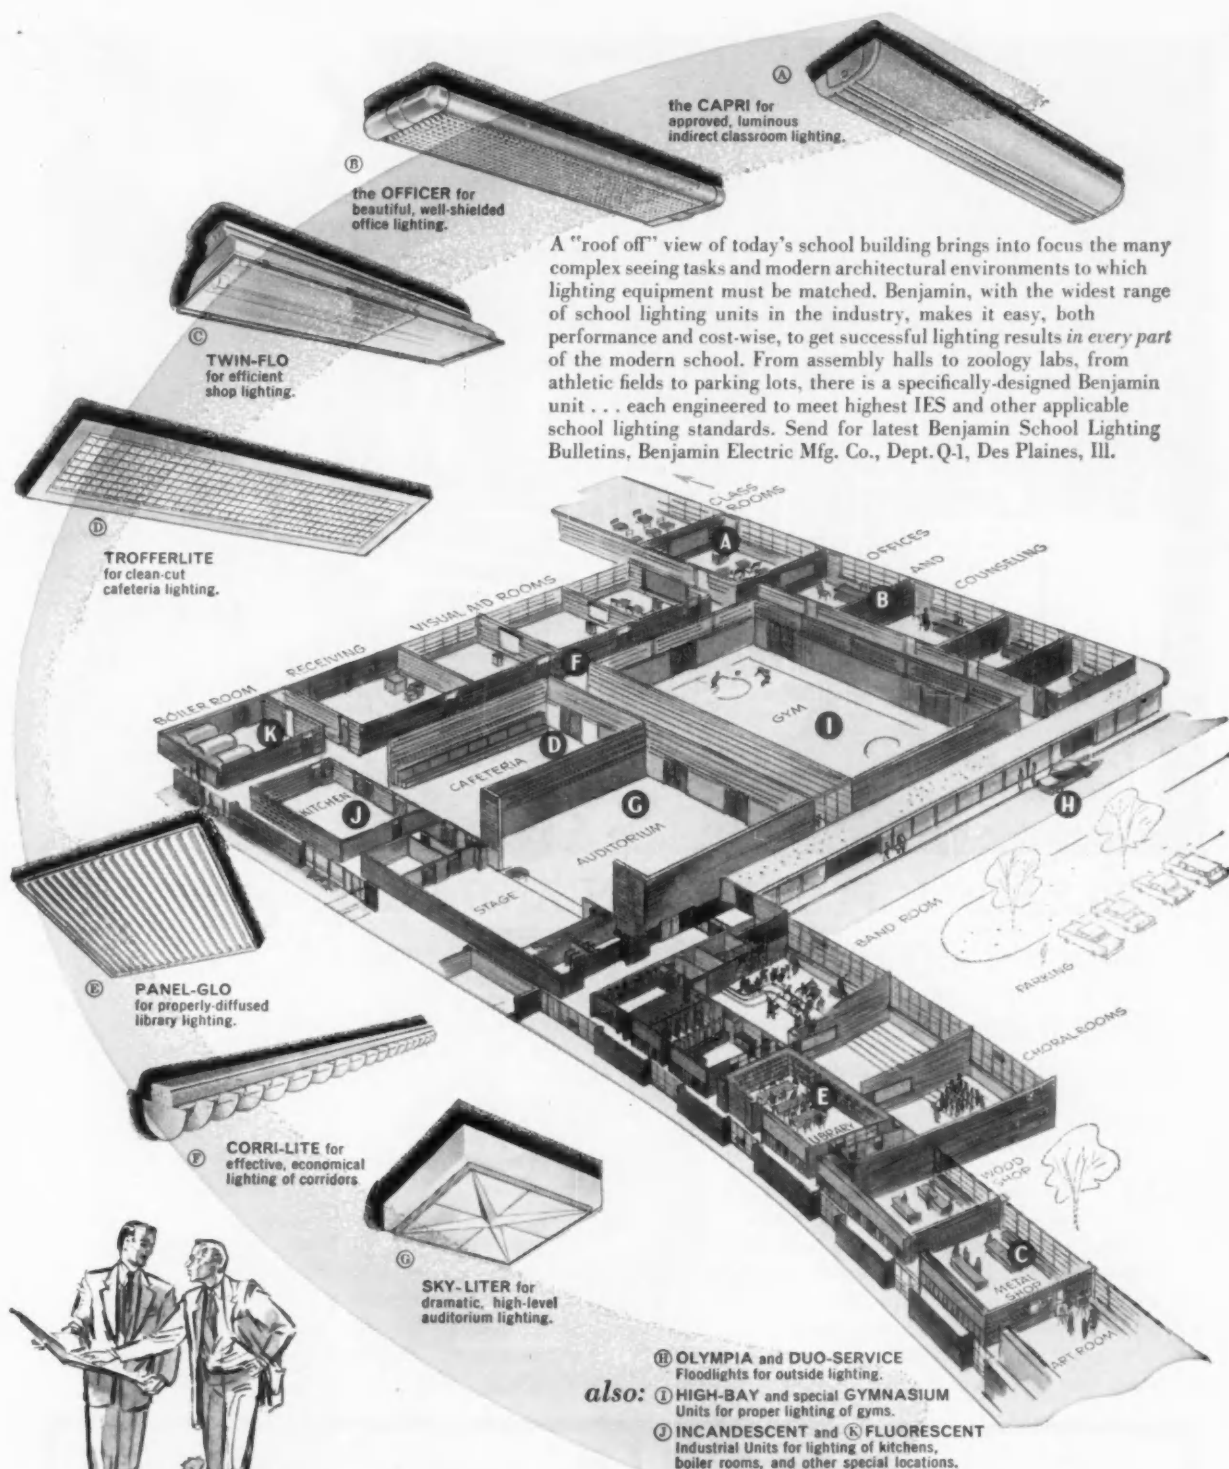 Ⓐ
the CAPRI for
approved, luminous
indirect classroom lighting.
Ⓑ
the OFFICER for
beautiful, well-shielded
office lighting.
A "roof off" view of today's school building brings into focus the many
complex seeing tasks and modern architectural environments to which
lighting equipment must be matched. Benjamin, with the widest range
of school lighting units in the industry, makes it easy, both
performance and cost-wise, to get successful lighting results in every part
of the modern school. From assembly halls to zoology labs, from
athletic fields to parking lots, there is a specifically-designed Benjamin
unit . . . each engineered to meet highest IES and other applicable
school lighting standards. Send for latest Benjamin School Lighting
Bulletins, Benjamin Electric Mfg. Co., Dept. Q-1, Des Plaines, Ill.
Ⓒ
TWIN-FLO
for efficient
shop lighting.
Ⓓ
TROFFERLITE
for clean-cut
cafeteria lighting.
CLASS
ROOMS
A
OFFICES
AND
COUNSELING
B
VISUAL AID ROOMS
RECEIVING
BOILER ROOM
F
K
GYM
I
D
CAFETERIA
KITCHEN
J
G
AUDITORIUM
STAGE
H
BAND ROOM
PARKING
CHORAL ROOMS
E
LIBRARY
WOOD
SHOP
C
METAL
SHOP
ART ROOM
Ⓔ
PANEL-GLO
for properly-diffused
library lighting.
Ⓕ
CORRI-LITE for
effective, economical
lighting of corridors
Ⓖ
SKY-LITER for
dramatic, high-level
auditorium lighting.
Ⓗ OLYMPIA and DUO-SERVICE
Floodlights for outside lighting.
also: Ⓘ HIGH-BAY and special GYMNASIUM
Units for proper lighting of gyms.
Ⓙ INCANDESCENT and Ⓚ FLUORESCENT
Industrial Units for lighting of kitchens,
boiler rooms, and other special locations.